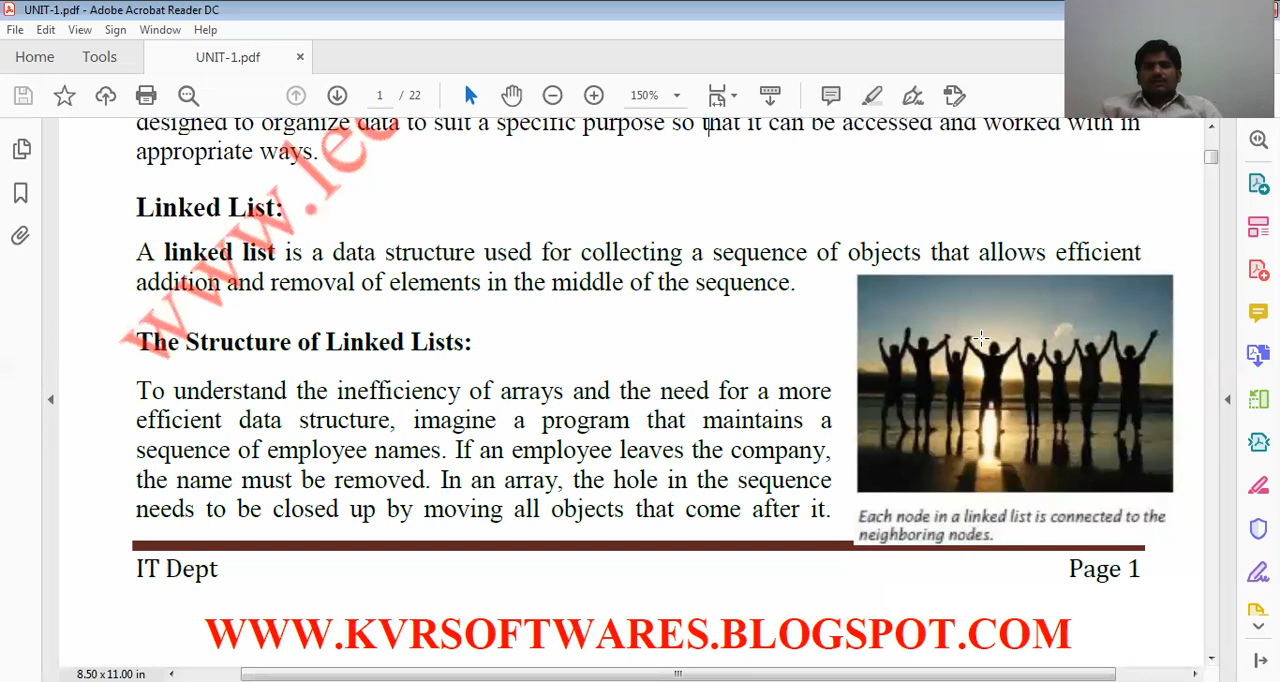 UNIT-1.pdf - Adobe Acrobat Reader DC
File Edit View Sign Window Help
Home Tools UNIT-1.pdf ×
1 / 22 150%
designed to organize data to suit a specific purpose so that it can be accessed and worked with in
appropriate ways.
www.lec
Linked List:
A linked list is a data structure used for collecting a sequence of objects that allows efficient
addition and removal of elements in the middle of the sequence.
The Structure of Linked Lists:
To understand the inefficiency of arrays and the need for a more
efficient data structure, imagine a program that maintains a
sequence of employee names. If an employee leaves the company,
the name must be removed. In an array, the hole in the sequence
needs to be closed up by moving all objects that come after it.
Each node in a linked list is connected to the
neighboring nodes.
IT Dept Page 1
WWW.KVRSOFTWARES.BLOGSPOT.COM
8.50 x 11.00 in